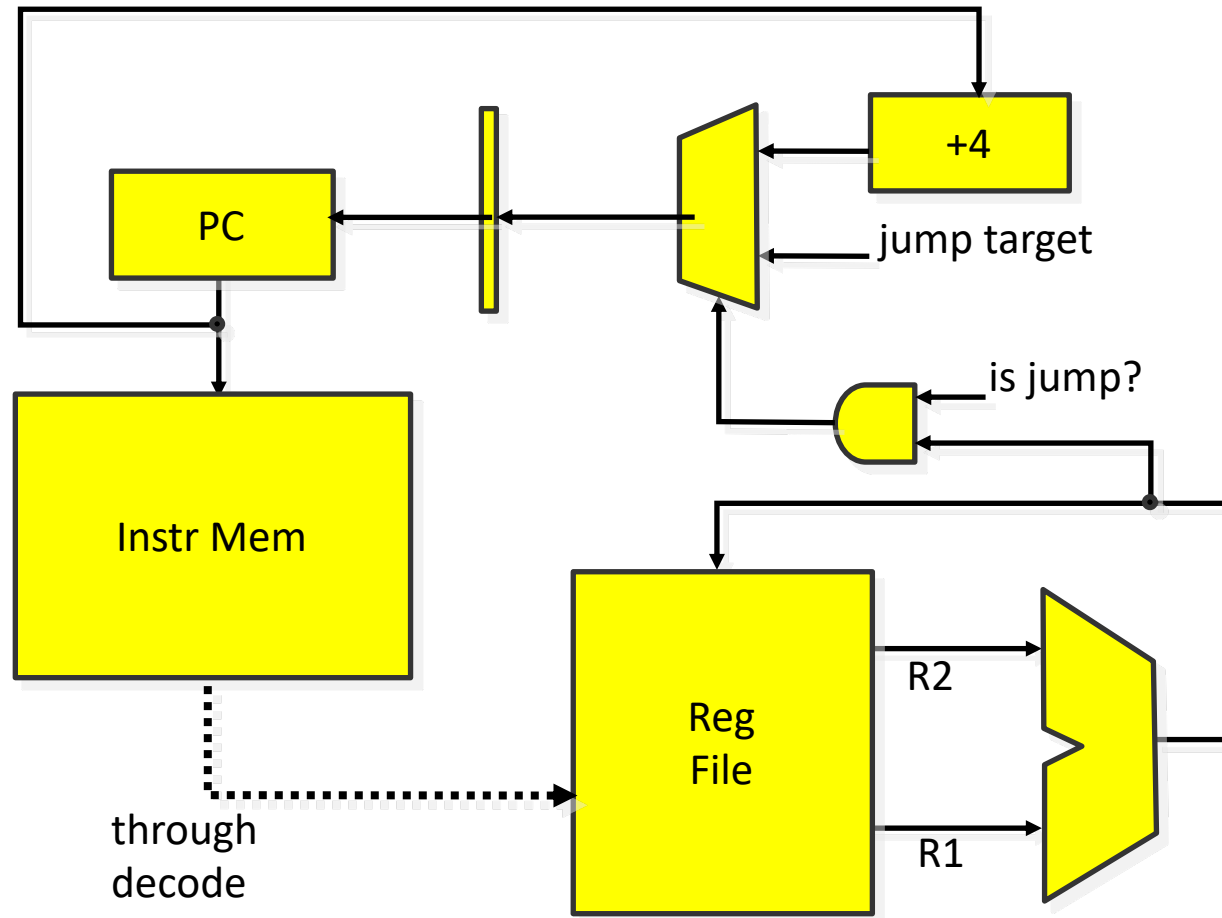 +4
PC
jump target
is jump?
Instr Mem
R2
Reg
File
through
decode
R1